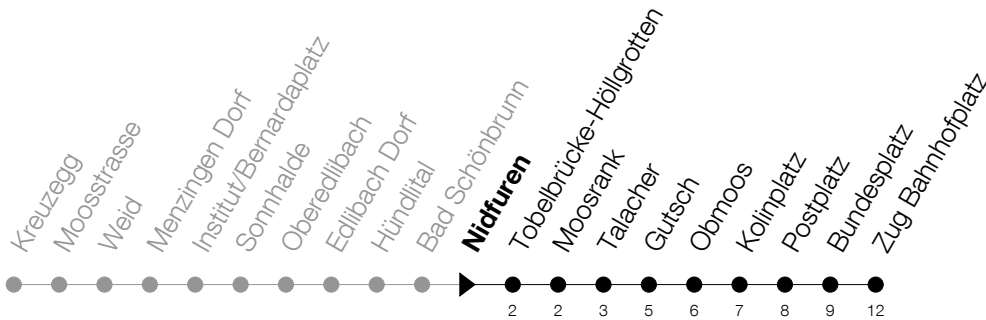 Kreuzegg
Moosstrasse
Weid
Menzingen Dorf
Institut/Bernardaplatz
Sonnhalde
Oberedlibach
Edlibach Dorf
Hündlital
Bad Schönbrunn
Nidfuren
Tobelbrücke-Höllgrotten
Moosrank
Talacher
Gutsch
Obmoos
Kolinplatz
Postplatz
Bundesplatz
Zug Bahnhofplatz
2 2 3 5 6 7 8 9 12